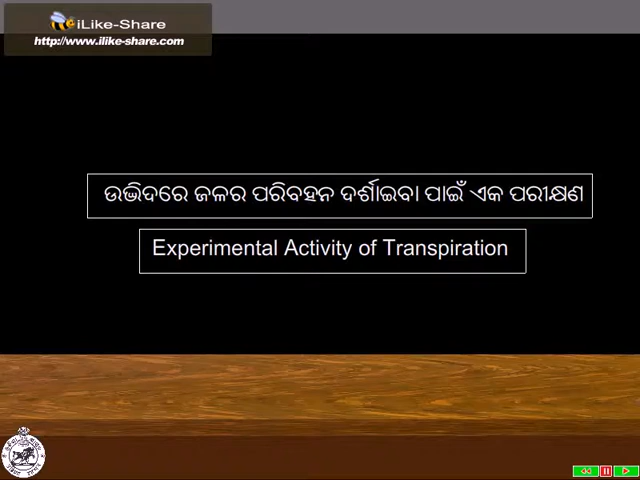 iLike-Share
http://www.ilike-share.com
ଉଦ୍ଭିଦରେ ଜଳର ପରିବହନ ଦର୍ଶାଇବା ପାଇଁ ଏକ ପରୀକ୍ଷଣ
Experimental Activity of Transpiration